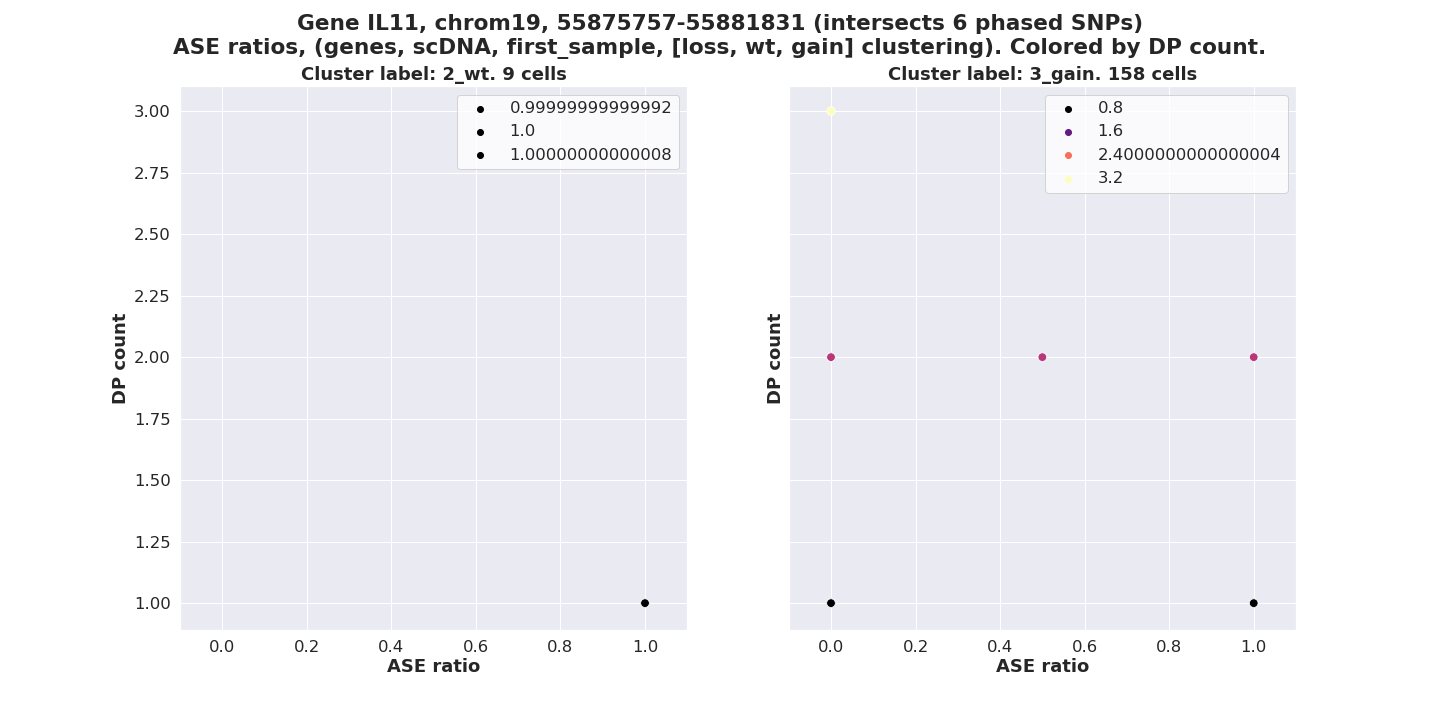 Gene IL11, chrom19, 55875757-55881831 (intersects 6 phased SNPs)
ASE ratios, (genes, scDNA, first_sample, [loss, wt, gain] clustering). Colored by DP count.
Cluster label: 2_wt. 9 cells
0.99999999999992
1.0
1.00000000000008
3.00
2.75
2.50
2.25
2.00
1.75
1.50
1.25
1.00
DP count
0.0 0.2 0.4 0.6 0.8 1.0
ASE ratio
Cluster label: 3_gain. 158 cells
0.8
1.6
2.4000000000000004
3.2
DP count
0.0 0.2 0.4 0.6 0.8 1.0
ASE ratio